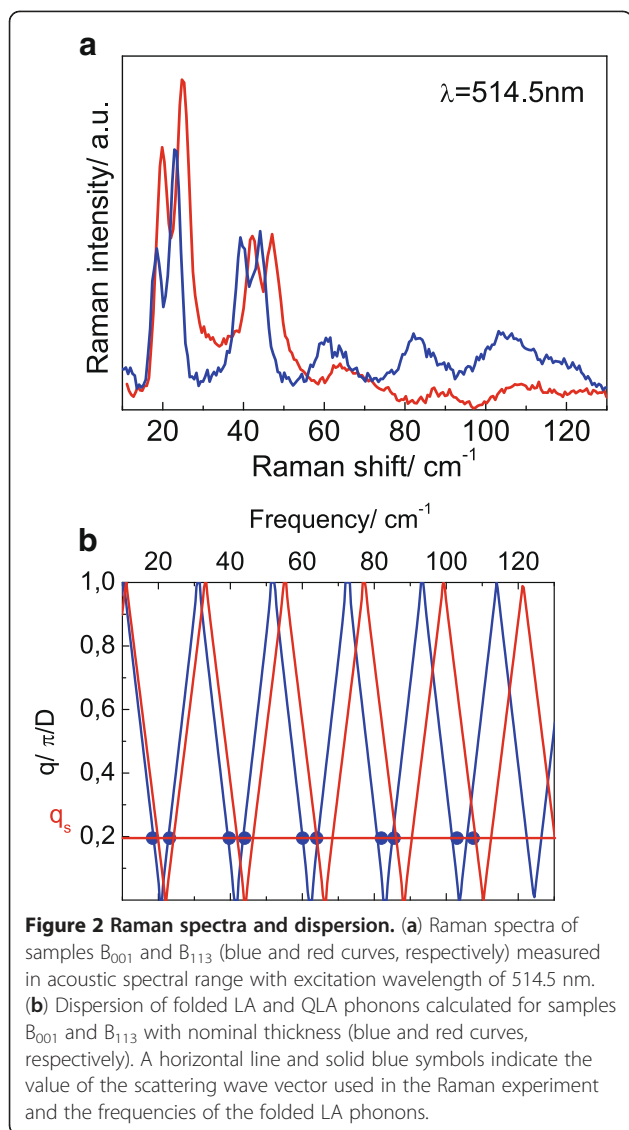 a
λ=514.5nm
Raman intensity/ a.u.
20 40 60 80 100 120
Raman shift/ cm-1
Frequency/ cm-1
b
20 40 60 80 100 120
1,0
0,8
0,6
0,4
0,2
q/ π/D
qs
Figure 2 Raman spectra and dispersion. (a) Raman spectra of
samples B001 and B113 (blue and red curves, respectively) measured
in acoustic spectral range with excitation wavelength of 514.5 nm.
(b) Dispersion of folded LA and QLA phonons calculated for samples
B001 and B113 with nominal thickness (blue and red curves,
respectively). A horizontal line and solid blue symbols indicate the
value of the scattering wave vector used in the Raman experiment
and the frequencies of the folded LA phonons.